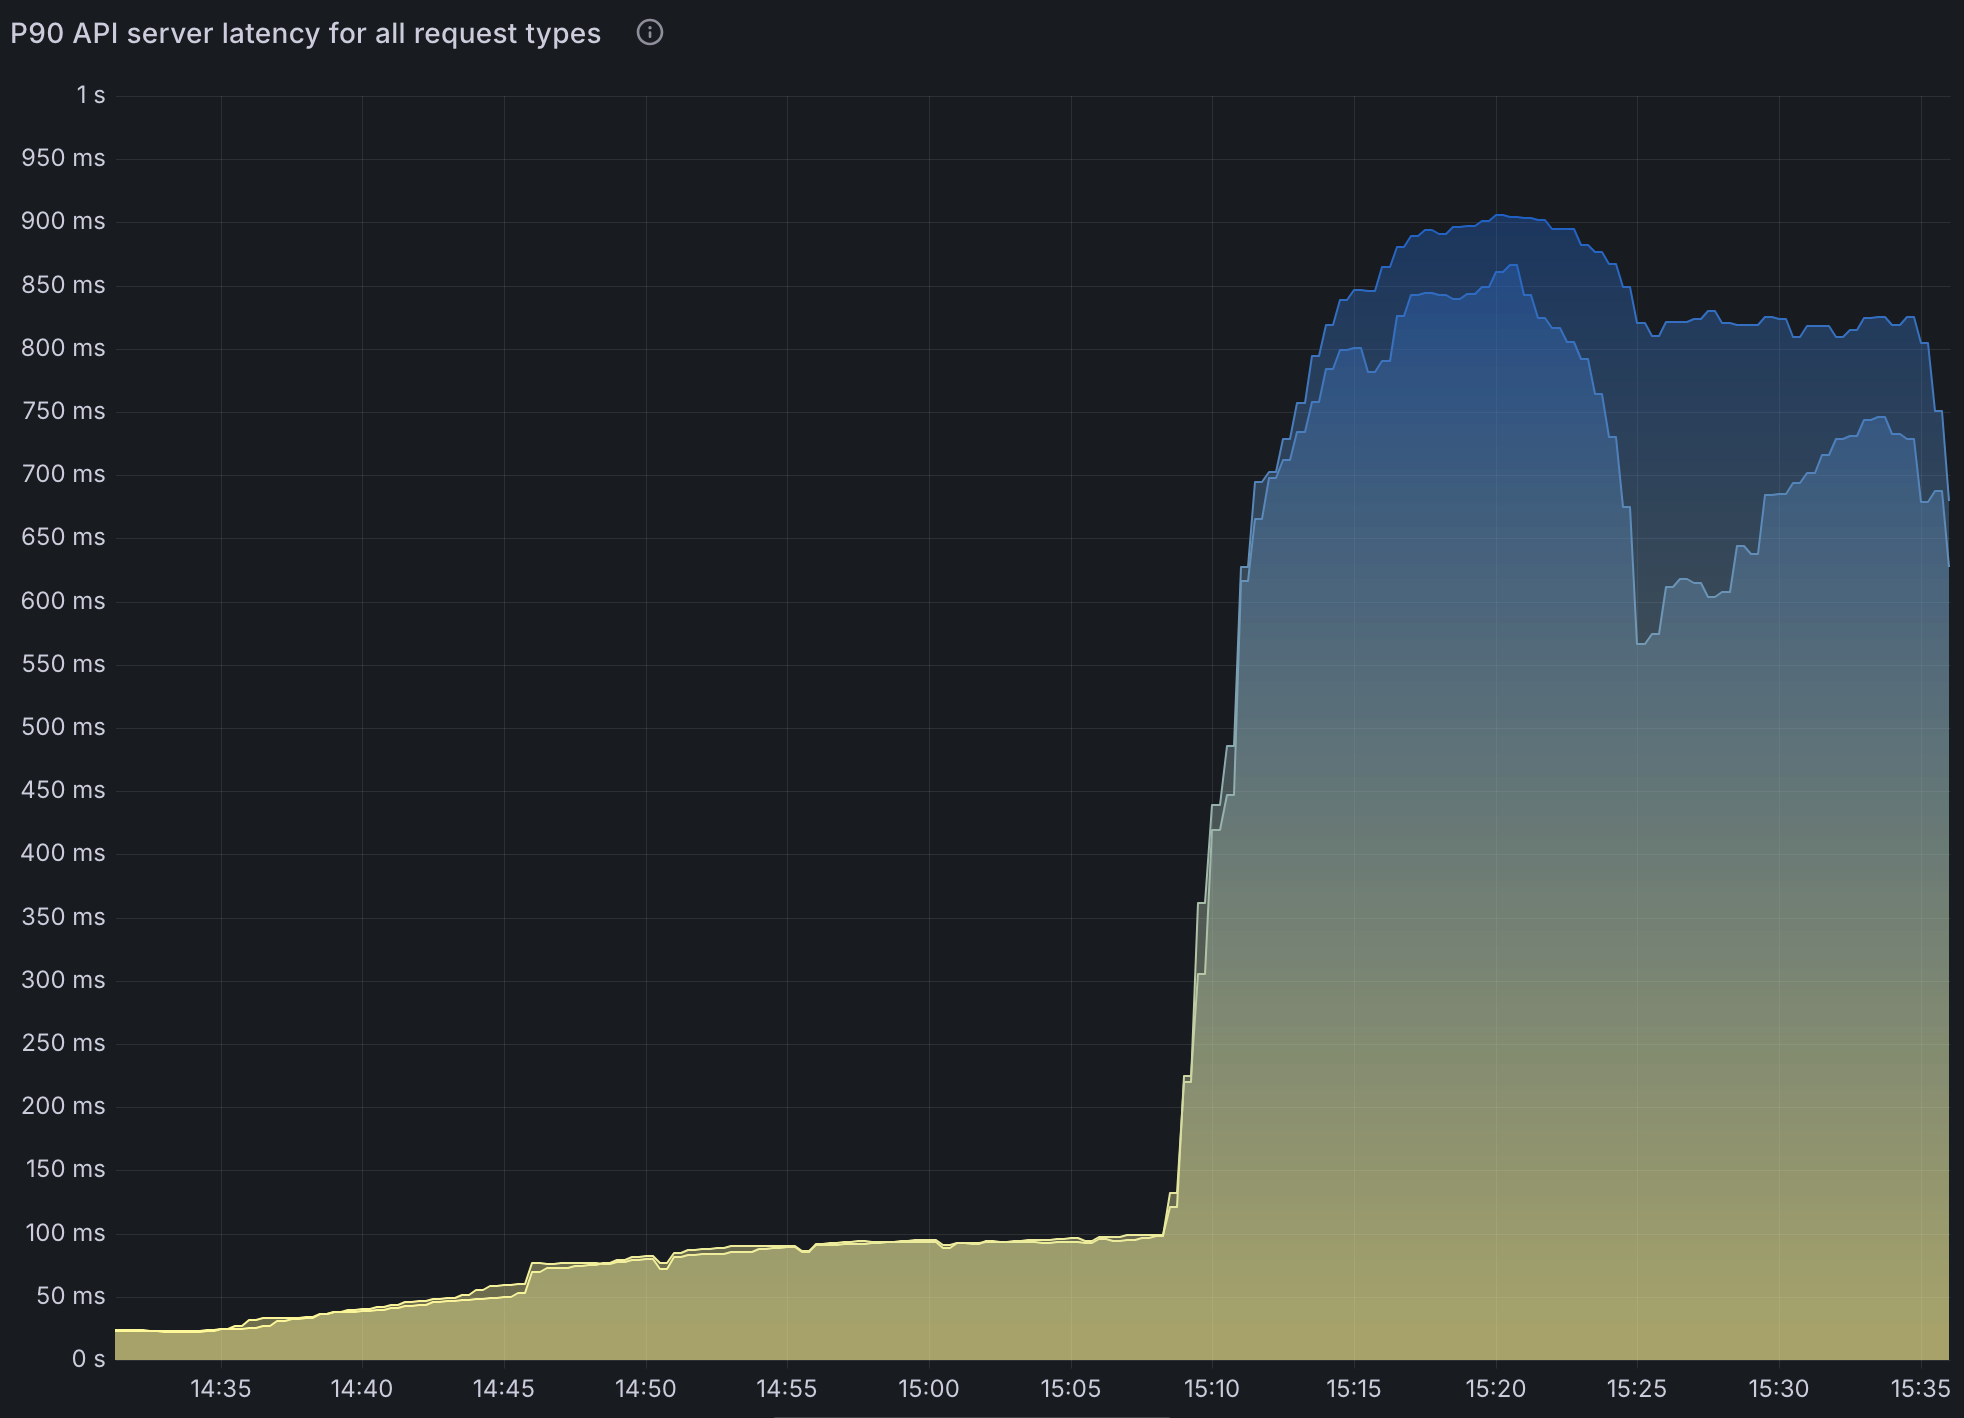 P90 API server latency for all request types
1 s
950 ms
900 ms
850 ms
800 ms
750 ms
700 ms
650 ms
600 ms
550 ms
500 ms
450 ms
400 ms
350 ms
300 ms
250 ms
200 ms
150 ms
100 ms
50 ms
0 s
14:35 14:40 14:45 14:50 14:55 15:00 15:05 15:10 15:15 15:20 15:25 15:30 15:35